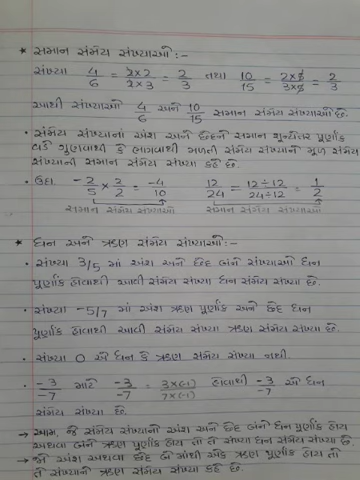 * સમાન સંમેય સંખ્યાઓ :-
સંખ્યા 4/6 = 2×2/2×3 = 2/3 તથા 10/15 = 2×5/3×5 = 2/3
આથી સંખ્યાઓ 4/6 અને 10/15 સમાન સંમેય સંખ્યાઓ છે.
• સંમેય સંખ્યાનાં અંશ અને છેદને સમાન શૂન્યેતર પૂર્ણાંક
વડે ગુણવાથી કે ભાગવાથી મળતી સંમેય સંખ્યાને મૂળ સંમેય
સંખ્યાની સમાન સંમેય સંખ્યા કહે છે.
• ઉદા -2/5 × 2/2 = -4/10 12/24 = 12÷12/24÷12 = 1/2
સમાન સંમેય સંખ્યાઓ સમાન સંમેય સંખ્યાઓ
* ધન અને ઋણ સંમેય સંખ્યાઓ :-
• સંખ્યા 3/5 માં અંશ અને છેદ બંને સંખ્યાઓ ધન
પૂર્ણાંક હોવાથી આવી સંમેય સંખ્યા ધન સંમેય સંખ્યા છે.
• સંખ્યા -5/7 માં અંશ ઋણ પૂર્ણાંક અને છેદ ધન
પૂર્ણાંક હોવાથી આવી સંમેય સંખ્યા ઋણ સંમેય સંખ્યા છે.
• સંખ્યા 0 એ ધન કે ઋણ સંમેય સંખ્યા નથી.
• -3/-7 માટે -3/-7 = 3×(-1)/7×(-1) હોવાથી -3/-7 એ ધન
સંમેય સંખ્યા છે.
→ આમ, જે સંમેય સંખ્યાનો અંશ અને છેદ બંને ધન પૂર્ણાંક હોય
અથવા બંને ઋણ પૂર્ણાંક હોય તો તે સંખ્યા ધન સંમેય સંખ્યા છે.
→ જો અંશ અથવા છેદ બે માંથી એક ઋણ પૂર્ણાંક હોય તો
તે સંખ્યાને ઋણ સંમેય સંખ્યા કહે છે.